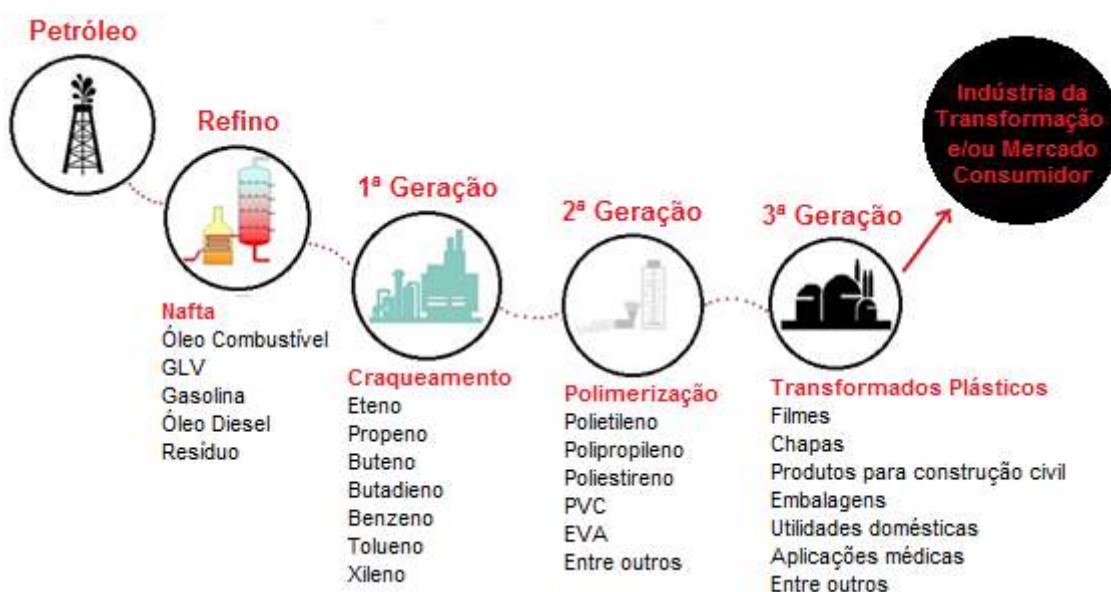 Petróleo
Refino
Nafta
Óleo Combustível
GLV
Gasolina
Óleo Diesel
Resíduo
1ª Geração
Craqueamento
Eteno
Propeno
Buteno
Butadieno
Benzeno
Tolueno
Xileno
2ª Geração
Polimerização
Polietileno
Polipropileno
Poliestireno
PVC
EVA
Entre outros
3ª Geração
Transformados Plásticos
Filmes
Chapas
Produtos para construção civil
Embalagens
Utilidades domésticas
Aplicações médicas
Entre outros
Indústria da
Transformação
e/ou Mercado
Consumidor